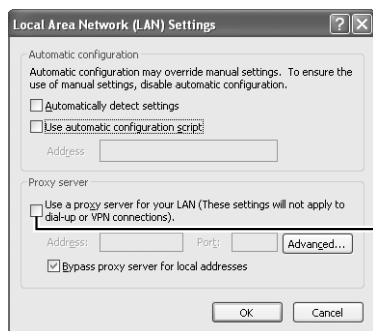 Local Area Network (LAN) Settings
Automatic configuration
Automatic configuration may override manual settings. To ensure the
use of manual settings, disable automatic configuration.
Automatically detect settings
Use automatic configuration script
Address
Proxy server
Use a proxy server for your LAN (These settings will not apply to
dial-up or VPN connections).
Address: Port: Advanced...
Bypass proxy server for local addresses
OK Cancel